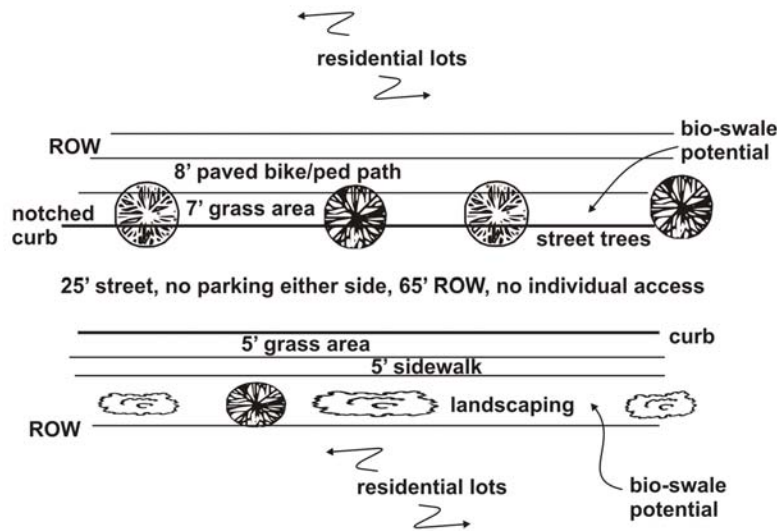 residential lots
bio-swale
potential
ROW
8' paved bike/ped path
7' grass area
notched
curb
street trees
25' street, no parking either side, 65' ROW, no individual access
curb
5' grass area
5' sidewalk
landscaping
ROW
residential lots
bio-swale
potential